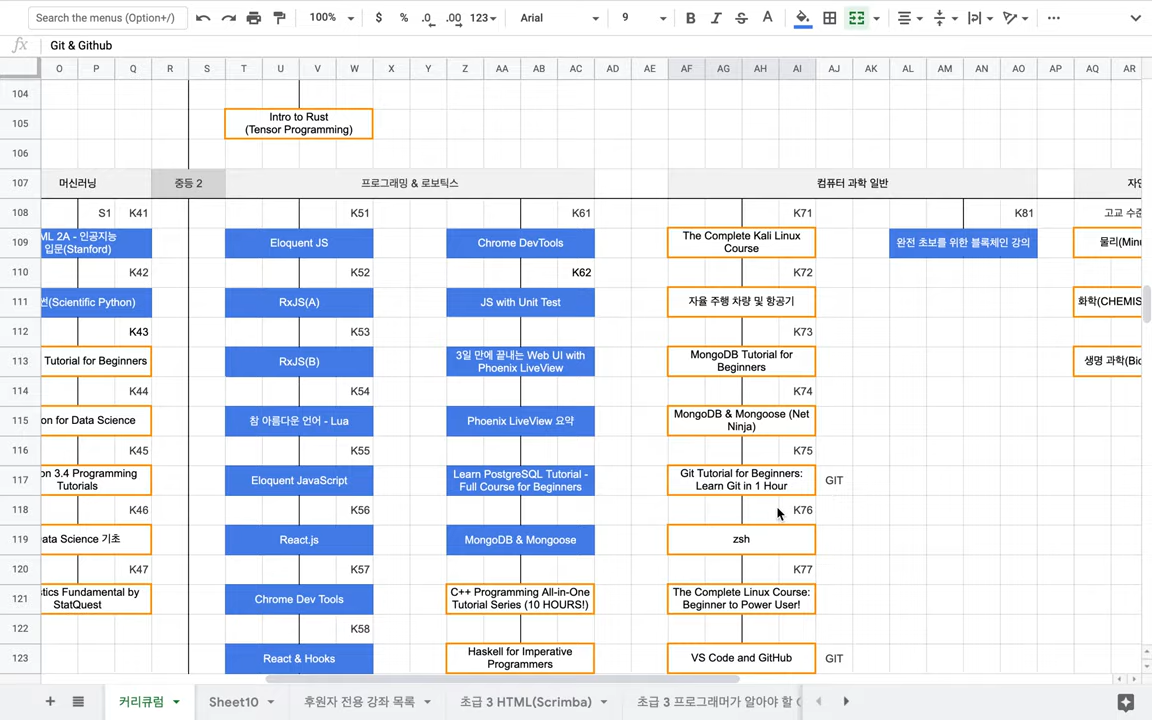 Search the menus (Option+/)
100%
$
%
.0
.00
123
Arial
9
B
I
S
A
fx
Git & Github
O P Q R S T U V W X Y Z AA AB AC AD AE AF AG AH AI AJ AK AL AM AN AO AP AQ AR
104
105
Intro to Rust
(Tensor Programming)
106
107 머신러닝 중등 2 프로그래밍 & 로보틱스 컴퓨터 과학 일반
108 S1 K41 K51 K61 K71 K81 고교 수준
109
ML 2A - 인공지능
입문(Stanford)
Eloquent JS
Chrome DevTools
The Complete Kali Linux
Course
완전 초보를 위한 블록체인 강의
110 K42 K52 K62 K72
111
(Scientific Python)
RxJS(A)
JS with Unit Test
자율 주행 차량 및 항공기
화학(CHEMIS
112 K43 K53 K73
113
Tutorial for Beginners
RxJS(B)
3일 만에 끝내는 Web UI with
Phoenix LiveView
MongoDB Tutorial for
Beginners
생명 과학(Bio
114 K44 K54 K74
115
on for Data Science
참 아름다운 언어 - Lua
Phoenix LiveView 요약
MongoDB & Mongoose (Net
Ninja)
116 K45 K55 K75
117
on 3.4 Programming
Tutorials
Eloquent JavaScript
Learn PostgreSQL Tutorial -
Full Course for Beginners
Git Tutorial for Beginners:
Learn Git in 1 Hour
GIT
118 K46 K56 K76
119
ata Science 기초
React.js
MongoDB & Mongoose
zsh
120 K47 K57 K77
121
tics Fundamental by
StatQuest
Chrome Dev Tools
C++ Programming All-in-One
Tutorial Series (10 HOURS!)
The Complete Linux Course:
Beginner to Power User!
122 K58
123
React & Hooks
Haskell for Imperative
Programmers
VS Code and GitHub
GIT
커리큘럼
Sheet10
후원자 전용 강좌 목록
초급 3 HTML(Scrimba)
초급 3 프로그래머가 알아야 할